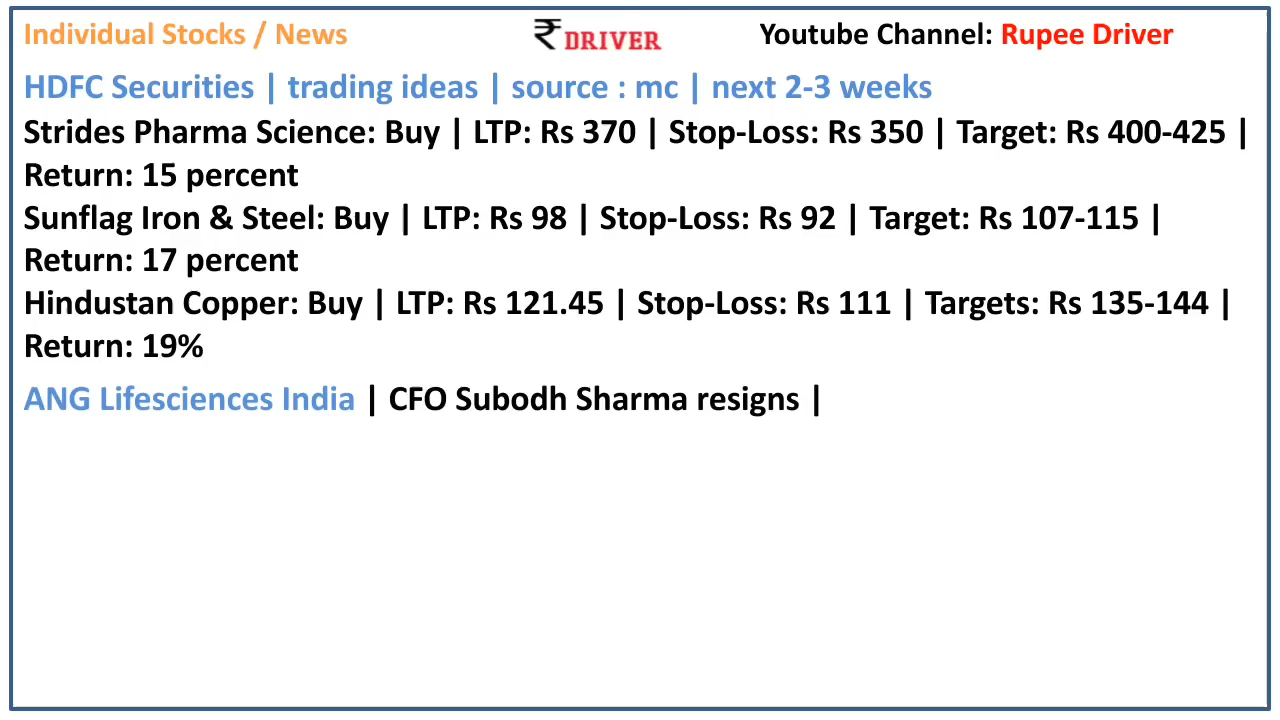 Individual Stocks / News
₹ DRIVER
Youtube Channel: Rupee Driver
HDFC Securities | trading ideas | source : mc | next 2-3 weeks
Strides Pharma Science: Buy | LTP: Rs 370 | Stop-Loss: Rs 350 | Target: Rs 400-425 |
Return: 15 percent
Sunflag Iron & Steel: Buy | LTP: Rs 98 | Stop-Loss: Rs 92 | Target: Rs 107-115 |
Return: 17 percent
Hindustan Copper: Buy | LTP: Rs 121.45 | Stop-Loss: Rs 111 | Targets: Rs 135-144 |
Return: 19%
ANG Lifesciences India | CFO Subodh Sharma resigns |